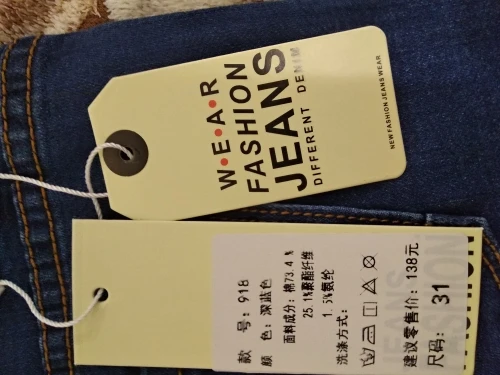 W•E•A•R
FASHION
JEANS
DIFFERENT DENIM
NEW FASHION JEANS WEAR
款 号：918
颜 色：深蓝色
面料成分：棉73.4%
25.1%聚酯纤维
1.5%氨纶
洗涤方式：
建议零售价：138元
尺码：31
JEANS
FASHION